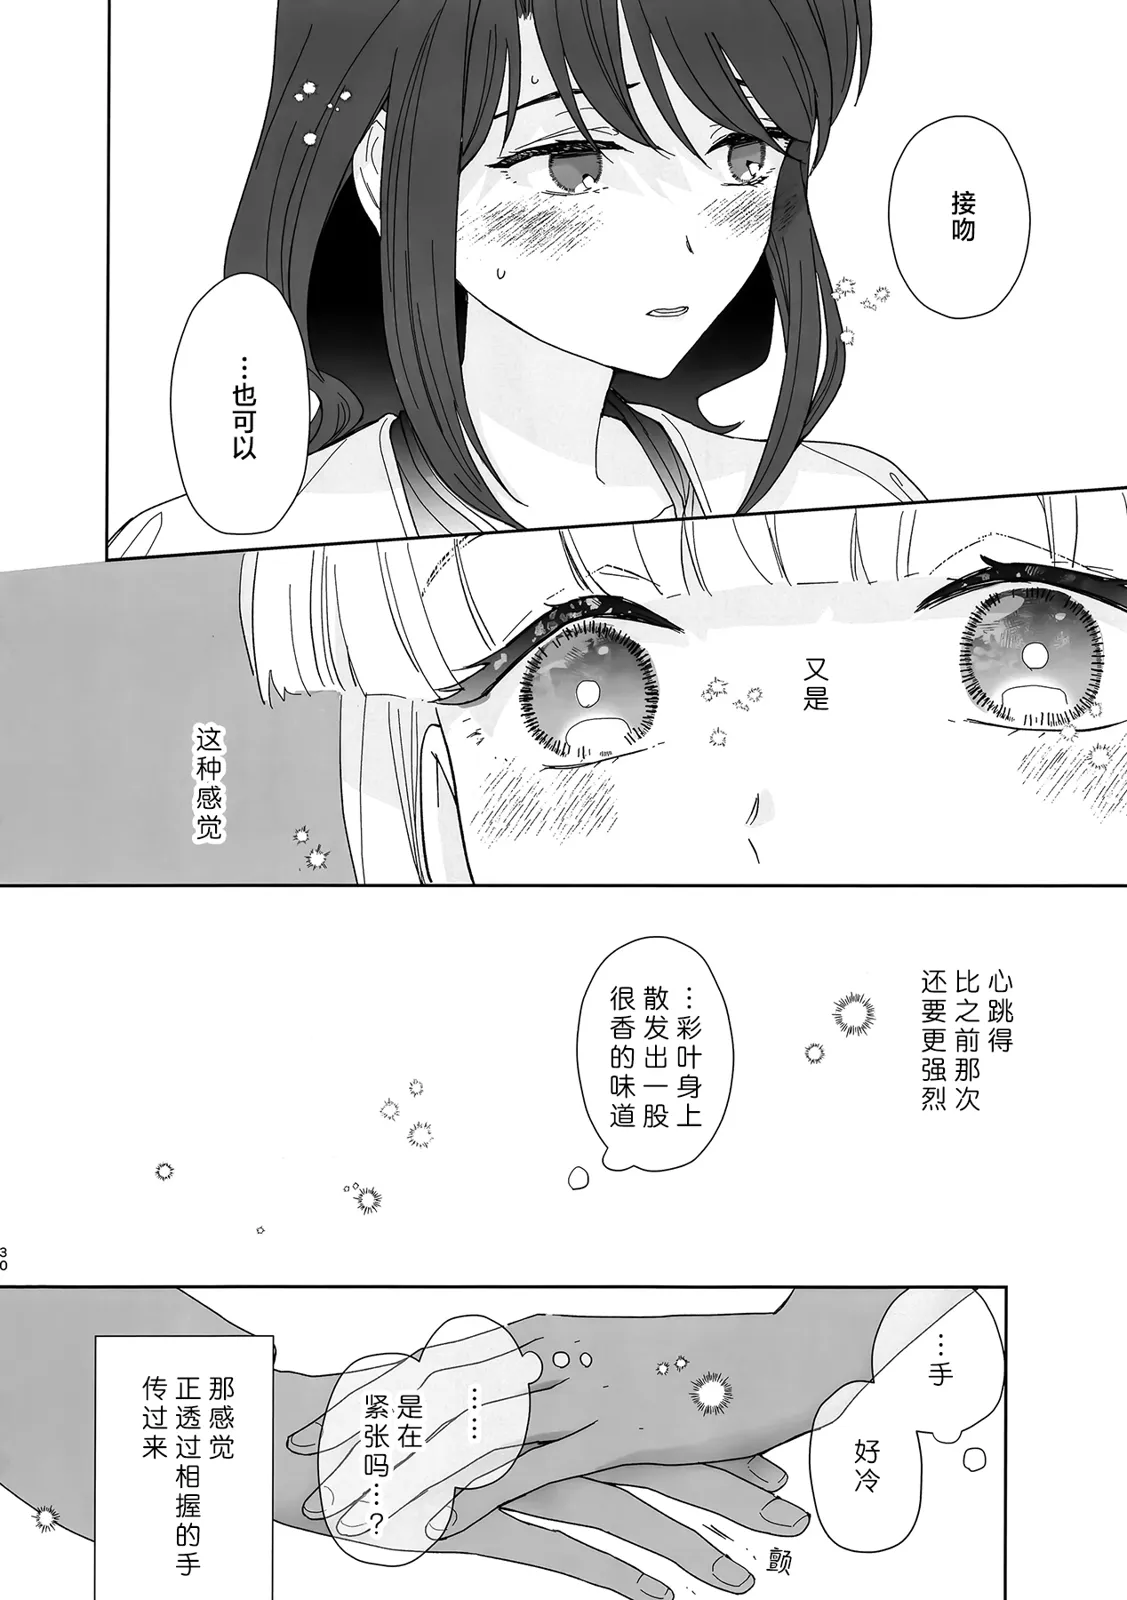 接吻
…也可以
又是
这种感觉
心跳得
比之前那次
还要更强烈
…彩叶身上
散发出一股
很香的味道
30
…手
好冷
……
是在
紧张吗…?
颤
那感觉
正透过相握的手
传过来